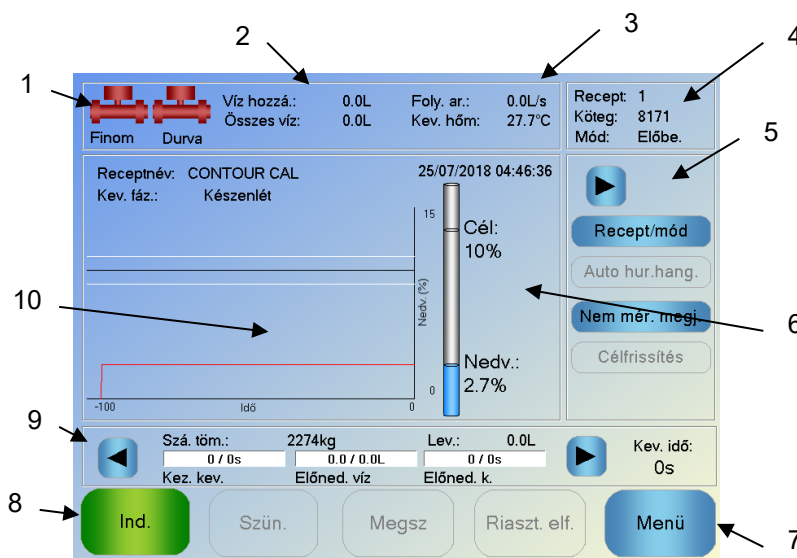 1
2
3
4
5
6
7
8
9
10
Finom
Durva
Víz hozzá.: 0.0L
Összes víz: 0.0L
Foly. ar.: 0.0L/s
Kev. hőm: 27.7°C
Recept: 1
Köteg: 8171
Mód: Előbe.
Receptnév: CONTOUR CAL
Kev. fáz.: Készenlét
25/07/2018 04:46:36
15
Nedv. (%)
0
-100
Idő
0
Cél:
10%
Nedv.:
2.7%
Recept/mód
Auto hur.hang.
Nem mér. megj.
Célfrissítés
Szá. töm.: 2274kg
Lev.: 0.0L
0 / 0s
0.0 / 0.0L
0 / 0s
Kez. kev.
Előned. víz
Előned. k.
Kev. idő:
0s
Ind.
Szün.
Megsz
Riaszt. elf.
Menü